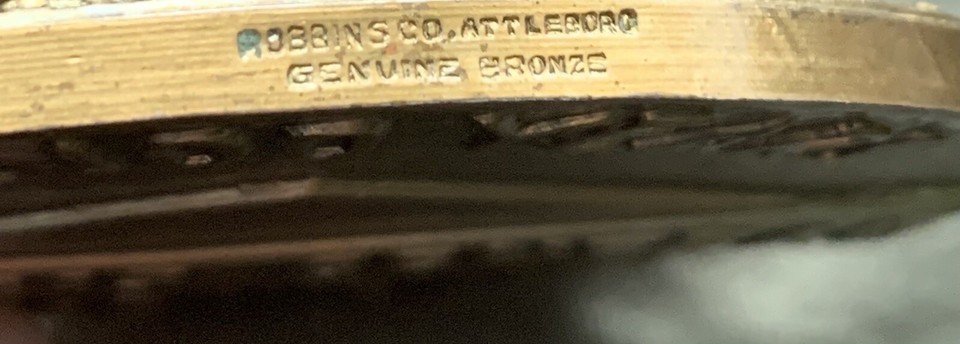 ROBBINS CO. ATTLEBORO
GENUINE BRONZE